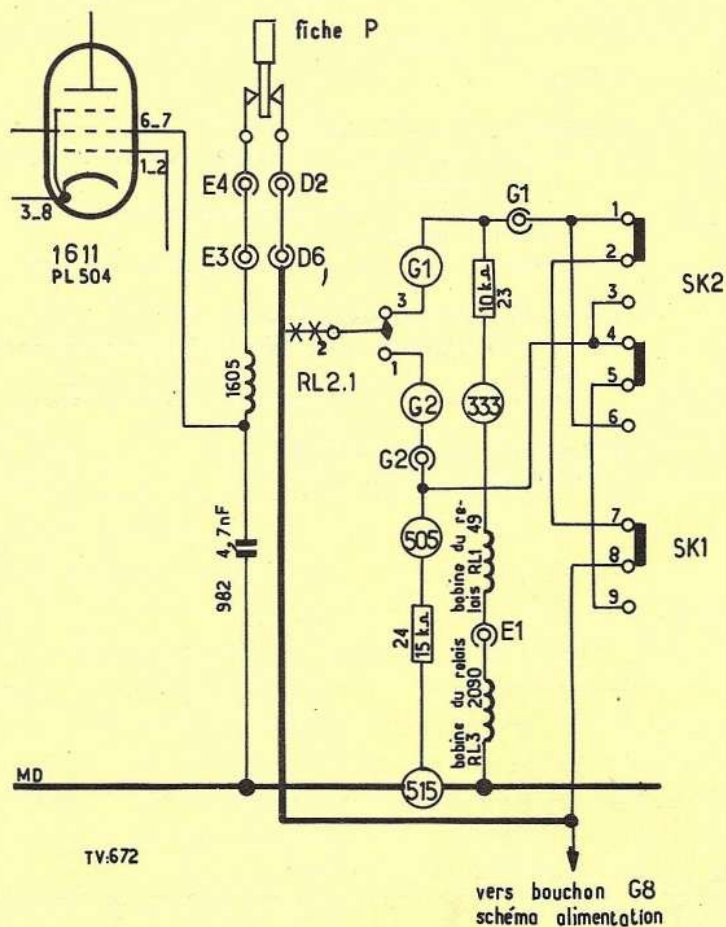 fiche P
6_7
1_2
3_8
1611
PL 504
E4
D2
E3
D6
G1
1
2
SK2
3
4
5
6
G1
10 kΩ
23
3
2
RL2.1
1
G2
333
G2
1605
7
8
SK1
9
4,7nF
982
505
24
15 kΩ
bobine du re-
lais RL1 49
E1
bobine du relais
RL3 2090
MD
515
TV:672
vers bouchon G8
schéma alimentation